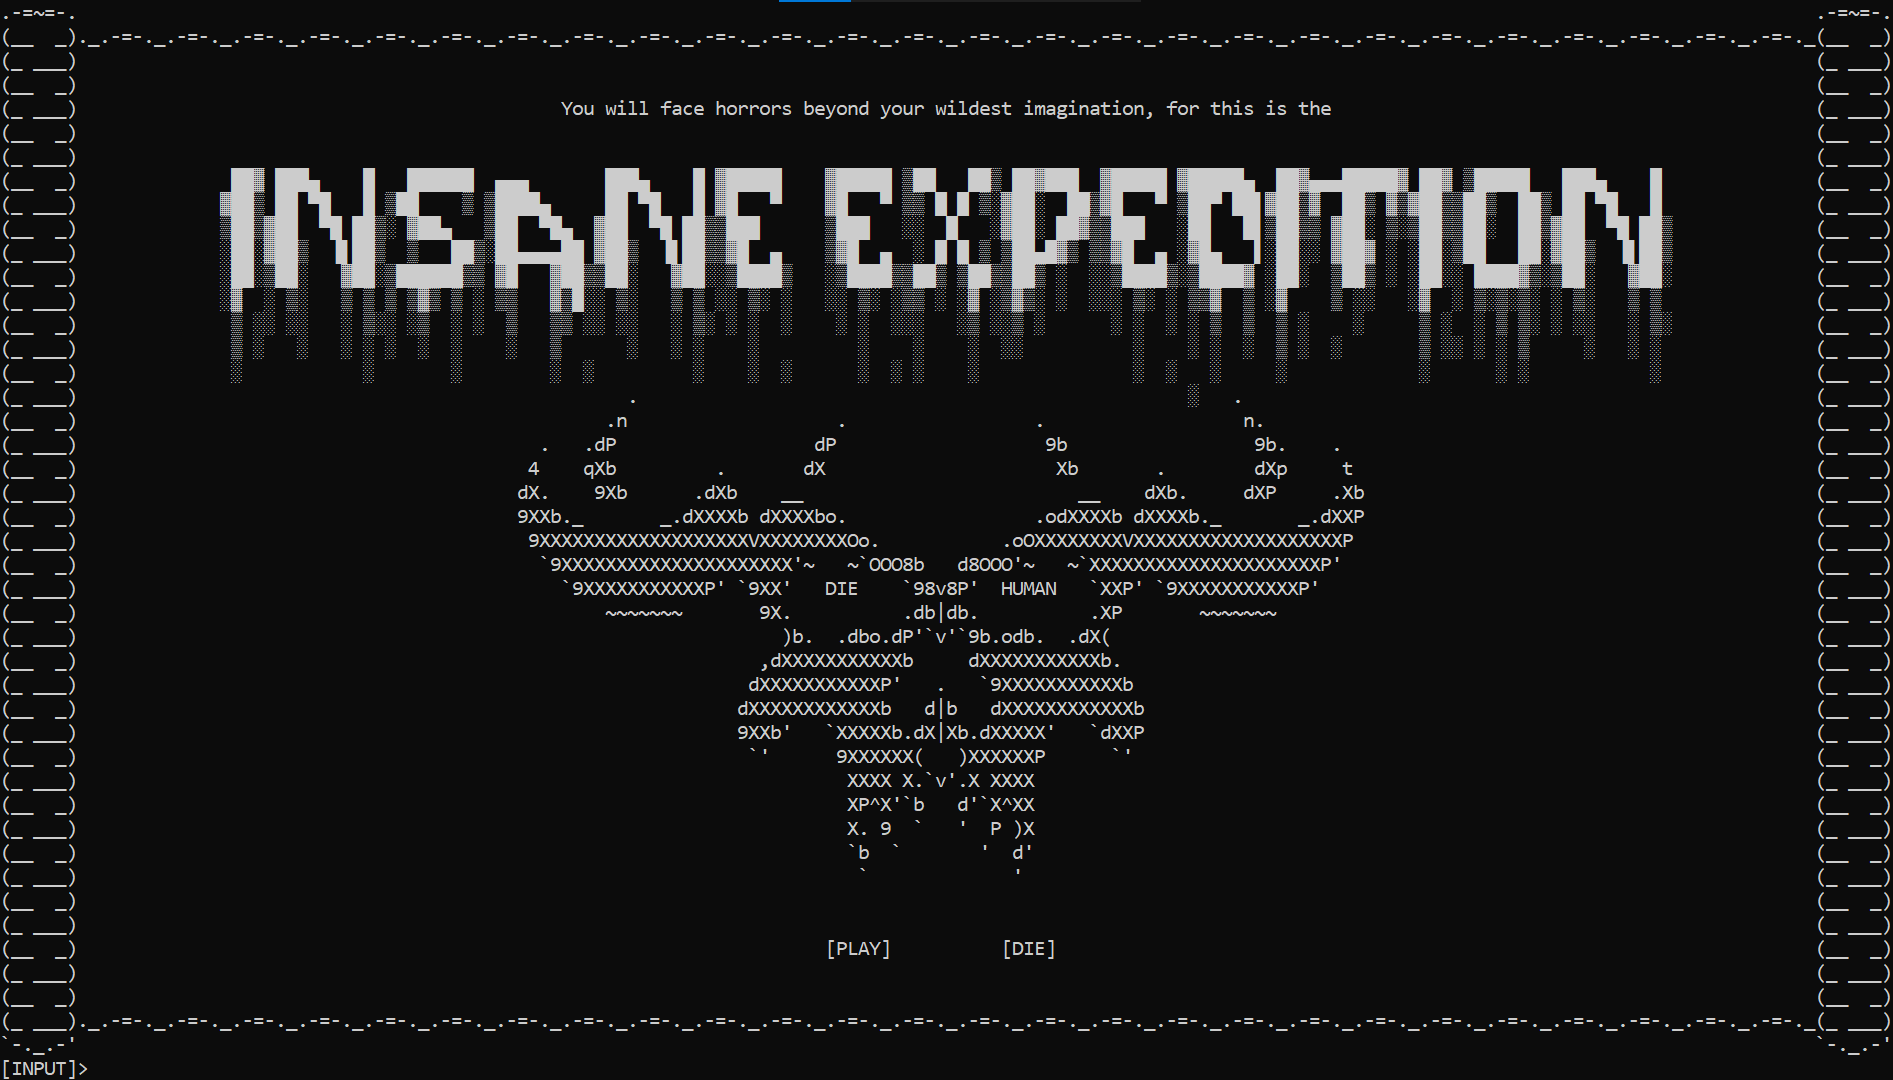 You will face horrors beyond your wildest imagination, for this is the
INSANE EXPEDITION
DIE HUMAN
[PLAY] [DIE]
[INPUT]>